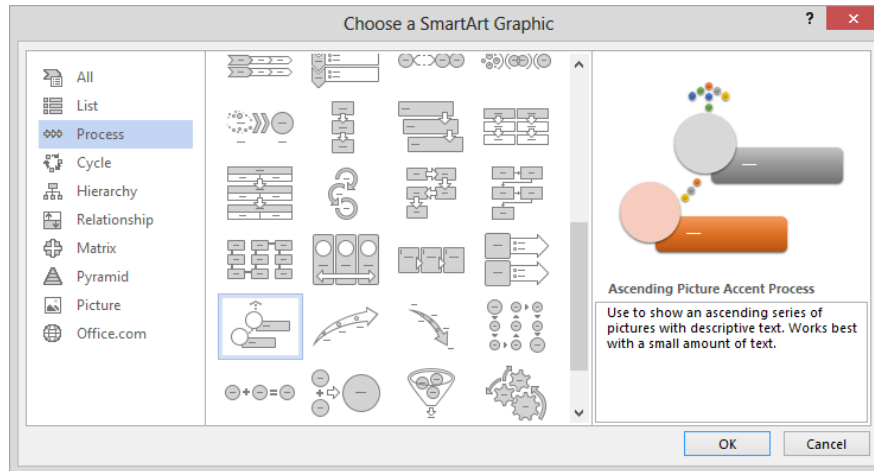 Choose a SmartArt Graphic
?
All
List
Process
Cycle
Hierarchy
Relationship
Matrix
Pyramid
Picture
Office.com
Ascending Picture Accent Process
Use to show an ascending series of
pictures with descriptive text. Works best
with a small amount of text.
OK
Cancel